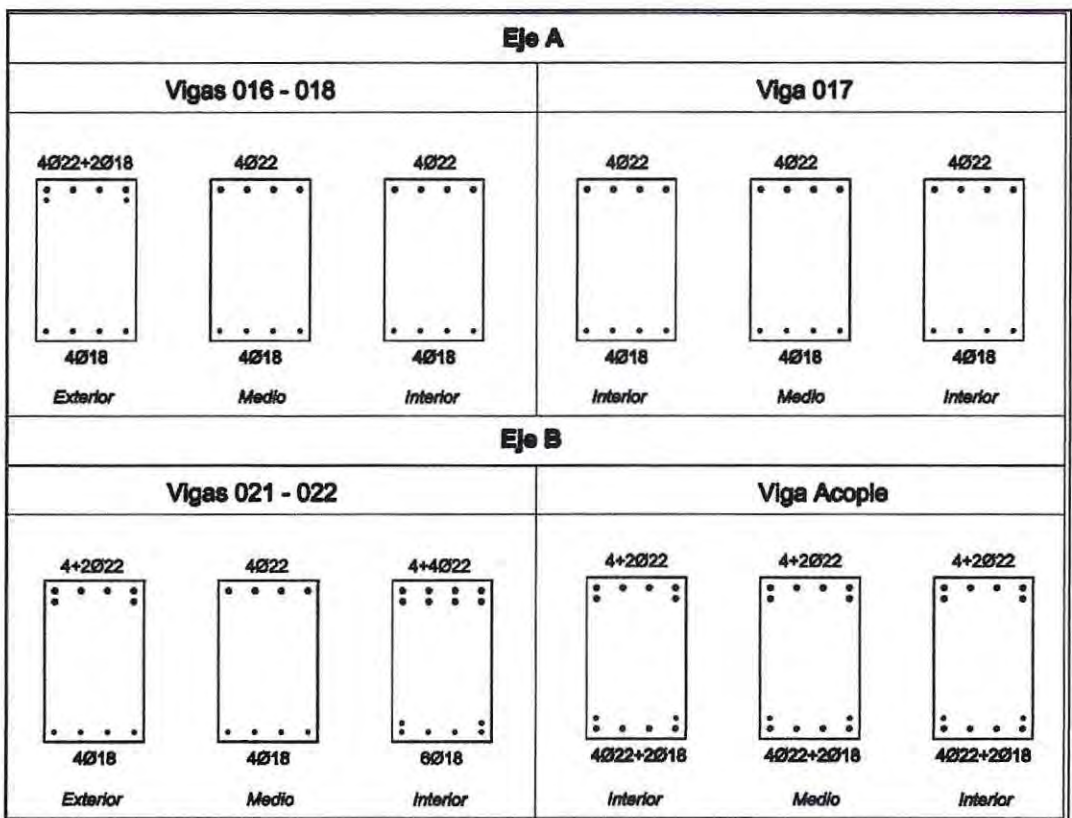 Eje A
Vigas 016 - 018
Viga 017
4Ø22+2Ø18
4Ø22
4Ø22
4Ø22
4Ø22
4Ø22
4Ø18
4Ø18
4Ø18
4Ø18
4Ø18
4Ø18
Exterior
Medio
Interior
Interior
Medio
Interior
Eje B
Vigas 021 - 022
Viga Acople
4+2Ø22
4Ø22
4+4Ø22
4+2Ø22
4+2Ø22
4+2Ø22
4Ø18
4Ø18
6Ø18
4Ø22+2Ø18
4Ø22+2Ø18
4Ø22+2Ø18
Exterior
Medio
Interior
Interior
Medio
Interior